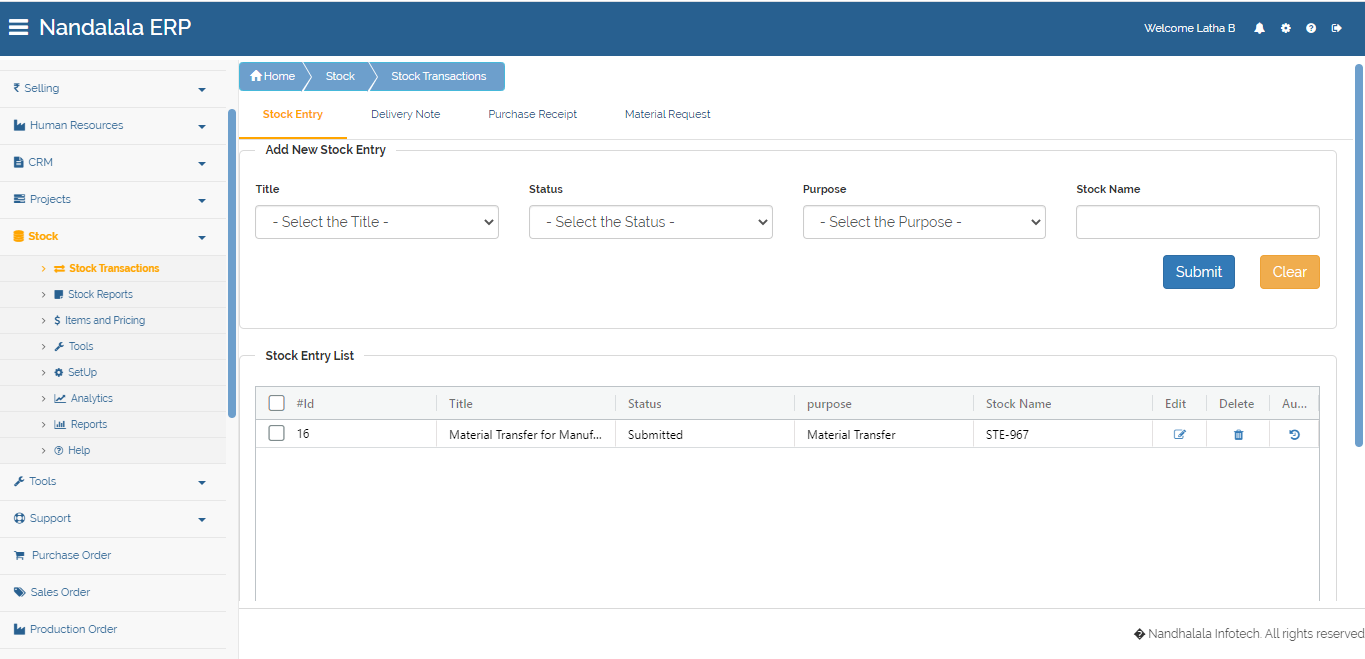 Nandalala ERP
Welcome Latha B
Selling
Human Resources
CRM
Projects
Stock
Stock Transactions
Stock Reports
$ Items and Pricing
Tools
SetUp
Analytics
Reports
Help
Tools
Support
Purchase Order
Sales Order
Production Order
Home Stock Stock Transactions
Stock Entry Delivery Note Purchase Receipt Material Request
Add New Stock Entry
Title Status Purpose Stock Name
- Select the Title - - Select the Status - - Select the Purpose -
Submit Clear
Stock Entry List
#Id Title Status purpose Stock Name Edit Delete Au...
16 Material Transfer for Manuf... Submitted Material Transfer STE-967
� Nandhalala Infotech. All rights reserved